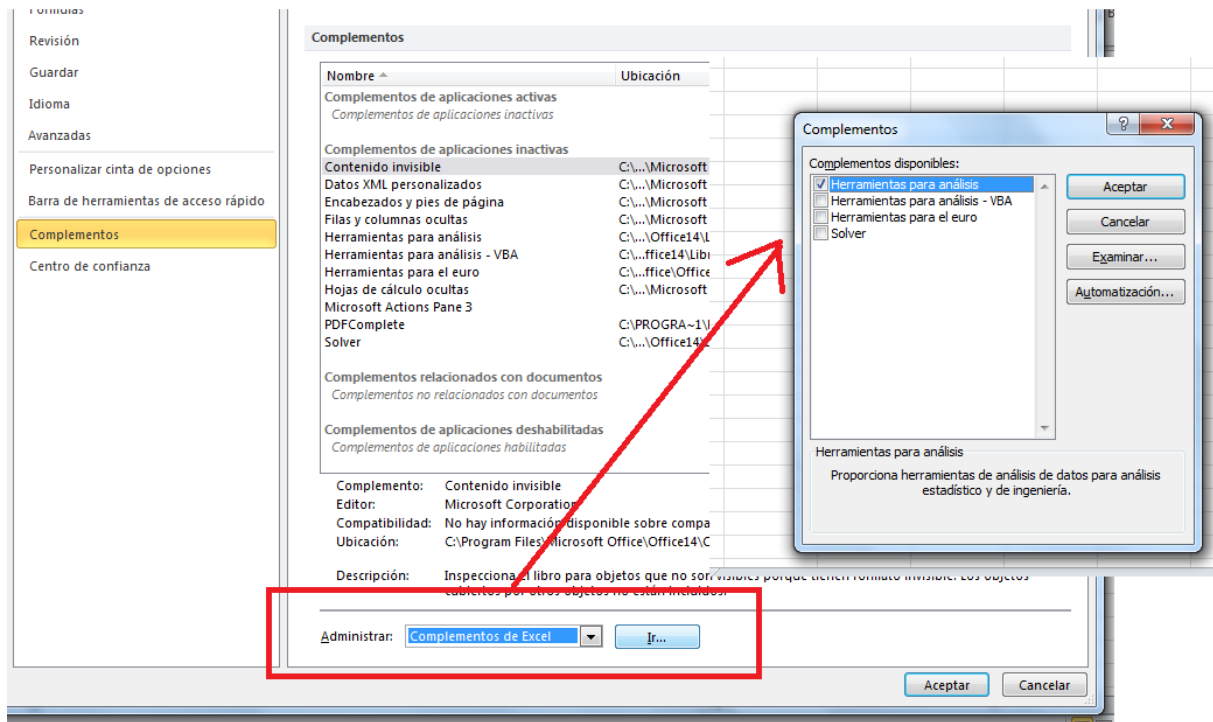 Fórmulas
Revisión
Guardar
Idioma
Avanzadas
Personalizar cinta de opciones
Barra de herramientas de acceso rápido
Complementos
Centro de confianza
Complementos
Nombre Ubicación
Complementos de aplicaciones activas
Complementos de aplicaciones inactivas
Complementos de aplicaciones inactivas
Contenido invisible C:\...\Microsoft
Datos XML personalizados C:\...\Microsoft
Encabezados y pies de página C:\...\Microsoft
Filas y columnas ocultas C:\...\Microsoft
Herramientas para análisis C:\...\Office14\L
Herramientas para análisis - VBA C:\...ffice14\Libr
Herramientas para el euro C:\...ffice\Office
Hojas de cálculo ocultas C:\...\Microsoft
Microsoft Actions Pane 3
PDFComplete C:\PROGRA~1\
Solver C:\...\Office14\
Complementos relacionados con documentos
Complementos no relacionados con documentos
Complementos de aplicaciones deshabilitadas
Complementos de aplicaciones habilitadas
Complemento: Contenido invisible
Editor: Microsoft Corporation
Compatibilidad: No hay información disponible sobre compa
Ubicación: C:\Program Files\Microsoft Office\Office14\C
Descripción: Inspecciona el libro para objetos que no son visibles porque tienen formato invisible. Los objetos
cubiertos por otros objetos no están incluidos.
Administrar: Complementos de Excel Ir...
Aceptar Cancelar
Complementos
Complementos disponibles:
Herramientas para análisis
Herramientas para análisis - VBA
Herramientas para el euro
Solver
Aceptar
Cancelar
Examinar...
Automatización...
Herramientas para análisis
Proporciona herramientas de análisis de datos para análisis
estadístico y de ingeniería.